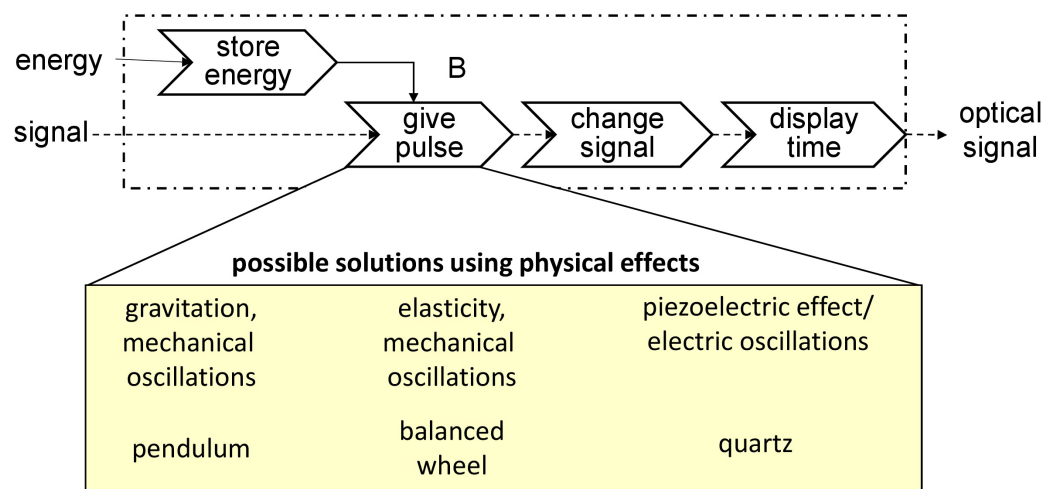 energy
store
energy
B
signal
give
pulse
change
signal
display
time
optical
signal
possible solutions using physical effects
gravitation,
mechanical
oscillations
elasticity,
mechanical
oscillations
piezoelectric effect/
electric oscillations
pendulum
balanced
wheel
quartz